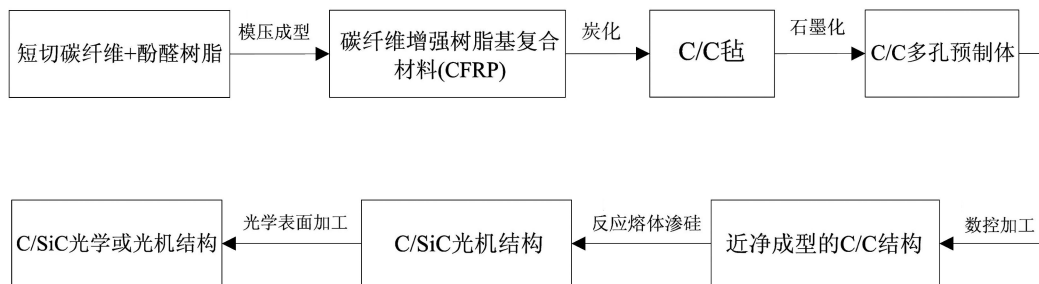 短切碳纤维+酚醛树脂
模压成型
碳纤维增强树脂基复合
材料(CFRP)
炭化
C/C毡
石墨化
C/C多孔预制体
数控加工
近净成型的C/C结构
反应熔体渗硅
C/SiC光机结构
光学表面加工
C/SiC光学或光机结构